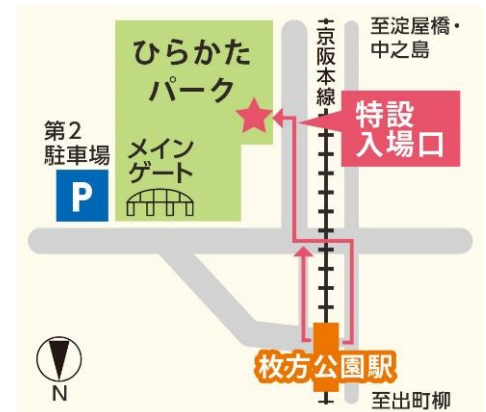 ひらかた
パーク
京阪本線
至淀屋橋・
中之島
特設
入場口
第2
駐車場
P
メイン
ゲート
枚方公園駅
N
至出町柳